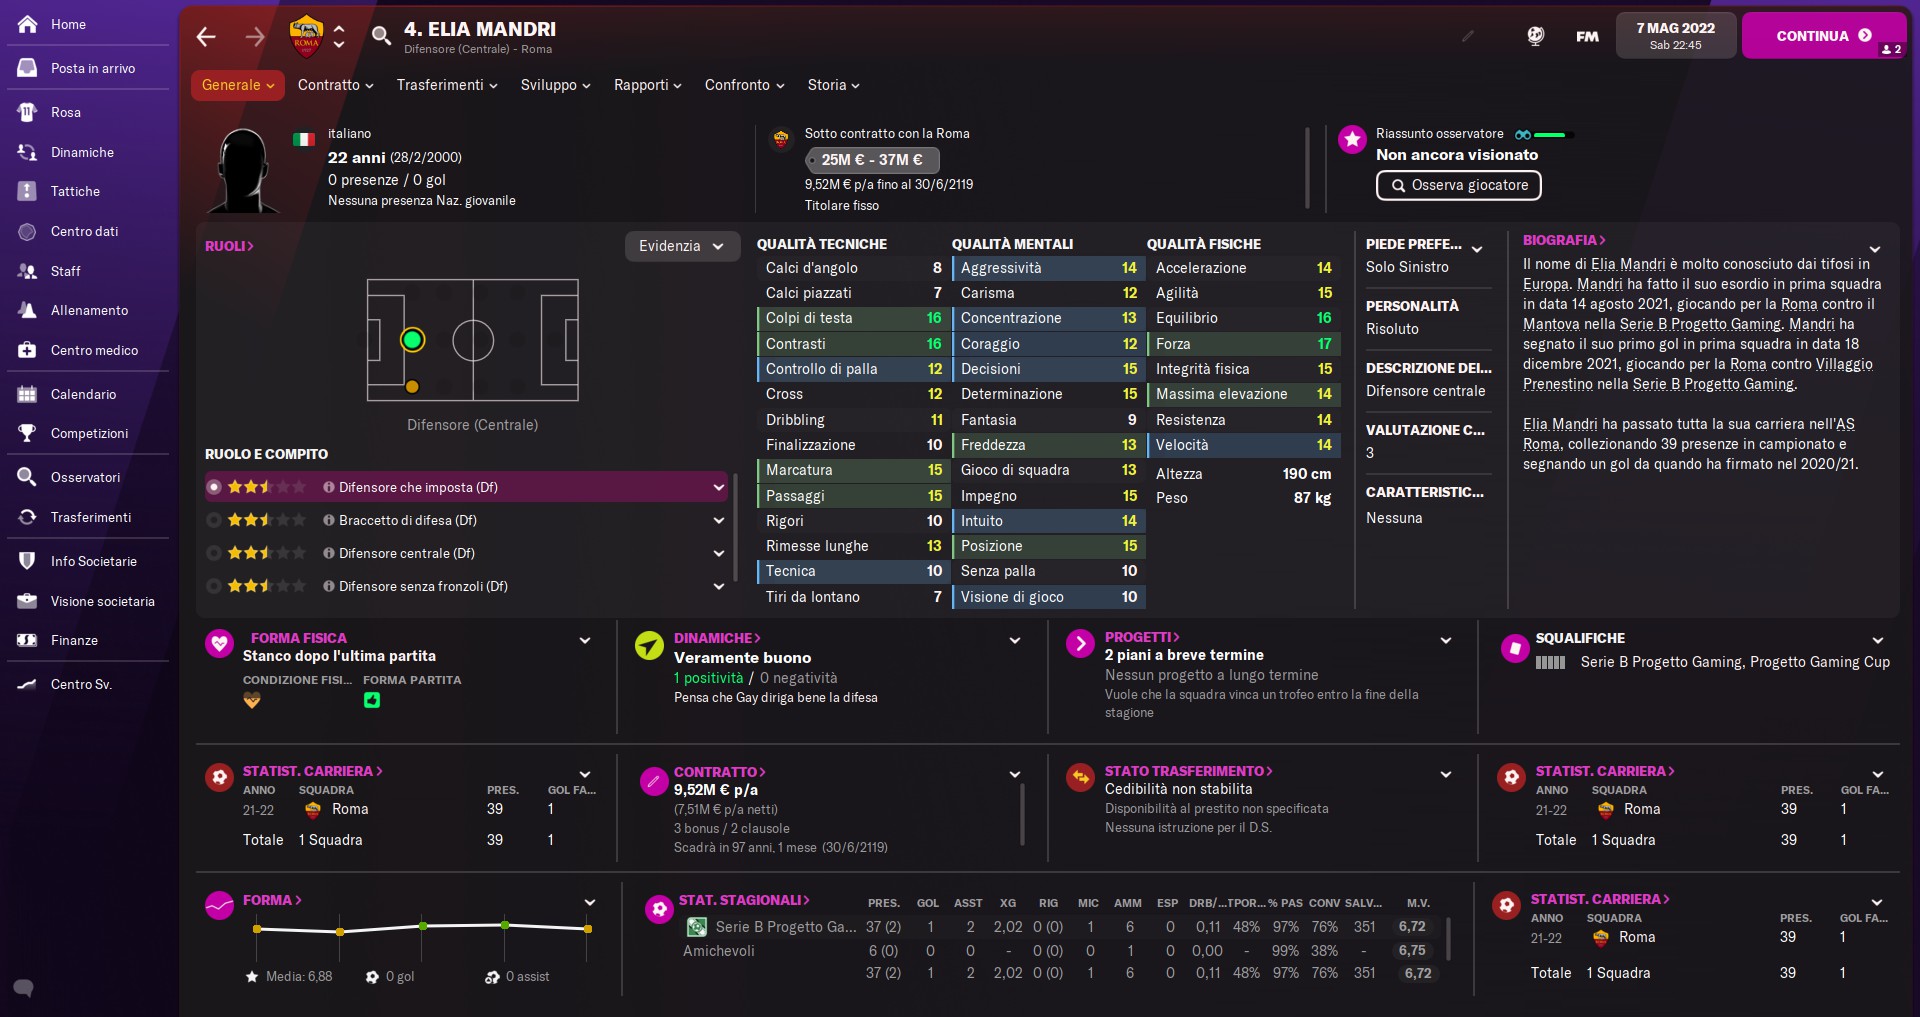 Home
Posta in arrivo
Rosa
Dinamiche
Tattiche
Centro dati
Staff
Allenamento
Centro medico
Calendario
Competizioni
Osservatori
Trasferimenti
Info Societarie
Visione societaria
Finanze
Centro Sv.
4. ELIA MANDRI
Difensore (Centrale) - Roma
FM
7 MAG 2022
Sab 22:45
CONTINUA
2
Generale
Contratto
Trasferimenti
Sviluppo
Rapporti
Confronto
Storia
italiano
22 anni (28/2/2000)
0 presenze / 0 gol
Nessuna presenza Naz. giovanile
Sotto contratto con la Roma
25M € - 37M €
9,52M € p/a fino al 30/6/2119
Titolare fisso
Riassunto osservatore
Non ancora visionato
Osserva giocatore
RUOLI
Evidenzia
Difensore (Centrale)
RUOLO E COMPITO
Difensore che imposta (Df)
Braccetto di difesa (Df)
Difensore centrale (Df)
Difensore senza fronzoli (Df)
QUALITÀ TECNICHE
Calci d'angolo 8
Calci piazzati 7
Colpi di testa 16
Contrasti 16
Controllo di palla 12
Cross 12
Dribbling 11
Finalizzazione 10
Marcatura 15
Passaggi 15
Rigori 10
Rimesse lunghe 13
Tecnica 10
Tiri da lontano 7
QUALITÀ MENTALI
Aggressività 14
Carisma 12
Concentrazione 13
Coraggio 12
Decisioni 15
Determinazione 15
Fantasia 9
Freddezza 13
Gioco di squadra 13
Impegno 15
Intuito 14
Posizione 15
Senza palla 10
Visione di gioco 10
QUALITÀ FISICHE
Accelerazione 14
Agilità 15
Equilibrio 16
Forza 17
Integrità fisica 15
Massima elevazione 14
Resistenza 14
Velocità 14
Altezza 190 cm
Peso 87 kg
PIEDE PREFE...
Solo Sinistro
PERSONALITÀ
Risoluto
DESCRIZIONE DEI...
Difensore centrale
VALUTAZIONE C...
3
CARATTERISTIC...
Nessuna
BIOGRAFIA
Il nome di Elia Mandri è molto conosciuto dai tifosi in
Europa. Mandri ha fatto il suo esordio in prima squadra
in data 14 agosto 2021, giocando per la Roma contro il
Mantova nella Serie B Progetto Gaming. Mandri ha
segnato il suo primo gol in prima squadra in data 18
dicembre 2021, giocando per la Roma contro Villaggio
Prenestino nella Serie B Progetto Gaming.
Elia Mandri ha passato tutta la sua carriera nell'AS
Roma, collezionando 39 presenze in campionato e
segnando un gol da quando ha firmato nel 2020/21.
FORMA FISICA
Stanco dopo l'ultima partita
CONDIZIONE FISI... FORMA PARTITA
DINAMICHE
Veramente buono
1 positività / 0 negatività
Pensa che Gay diriga bene la difesa
PROGETTI
2 piani a breve termine
Nessun progetto a lungo termine
Vuole che la squadra vinca un trofeo entro la fine della
stagione
SQUALIFICHE
Serie B Progetto Gaming, Progetto Gaming Cup
STATIST. CARRIERA
ANNO SQUADRA PRES. GOL FA...
21-22 Roma 39 1
Totale 1 Squadra 39 1
CONTRATTO
9,52M € p/a
(7,51M € p/a netti)
3 bonus / 2 clausole
Scadrà in 97 anni, 1 mese (30/6/2119)
STATO TRASFERIMENTO
Cedibilità non stabilita
Disponibilità al prestito non specificata
Nessuna istruzione per il D.S.
STATIST. CARRIERA
ANNO SQUADRA PRES. GOL FA...
21-22 Roma 39 1
Totale 1 Squadra 39 1
FORMA
Media: 6,88 0 gol 0 assist
STAT. STAGIONALI PRES. GOL ASST XG RIG MIC AMM ESP DRB/... TPOR... % PAS CONV SALV... M.V.
Serie B Progetto Ga... 37 (2) 1 2 2,02 0 (0) 1 6 0 0,11 48% 97% 76% 351 6,72
Amichevoli 6 (0) 0 0 - 0 (0) 0 1 0 0,00 - 99% 38% - 6,75
37 (2) 1 2 2,02 0 (0) 1 6 0 0,11 48% 97% 76% 351 6,72
STATIST. CARRIERA
ANNO SQUADRA PRES. GOL FA...
21-22 Roma 39 1
Totale 1 Squadra 39 1